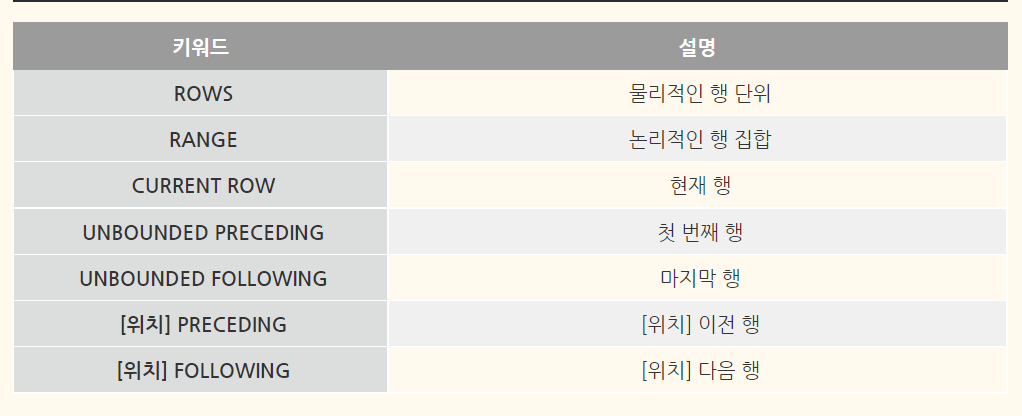 키워드 설명
ROWS 물리적인 행 단위
RANGE 논리적인 행 집합
CURRENT ROW 현재 행
UNBOUNDED PRECEDING 첫 번째 행
UNBOUNDED FOLLOWING 마지막 행
[위치] PRECEDING [위치] 이전 행
[위치] FOLLOWING [위치] 다음 행